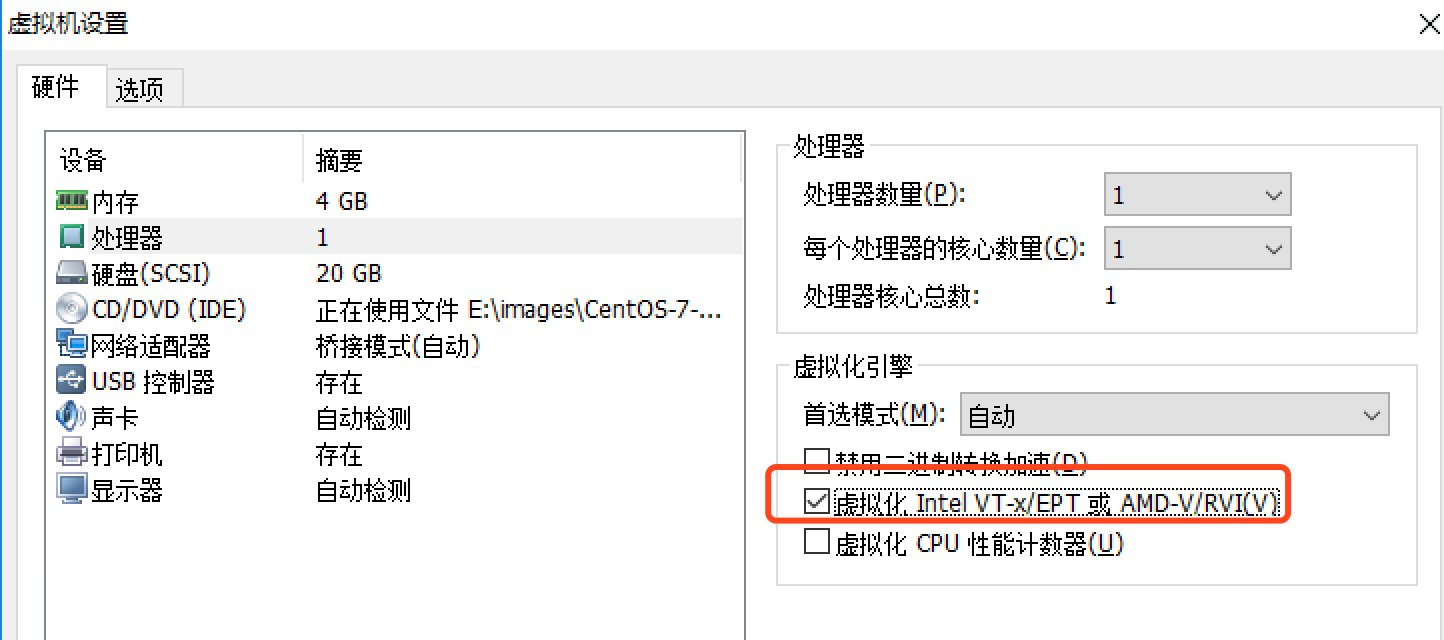 虚拟机设置
硬件 选项
设备 摘要
内存 4 GB
处理器 1
硬盘(SCSI) 20 GB
CD/DVD (IDE) 正在使用文件 E:\images\CentOS-7-...
网络适配器 桥接模式(自动)
USB 控制器 存在
声卡 自动检测
打印机 存在
显示器 自动检测
处理器
处理器数量(P): 1
每个处理器的核心数量(C): 1
处理器核心总数: 1
虚拟化引擎
首选模式(M): 自动
禁用二进制转换加速(D)
虚拟化 Intel VT-x/EPT 或 AMD-V/RVI(V)
虚拟化 CPU 性能计数器(U)